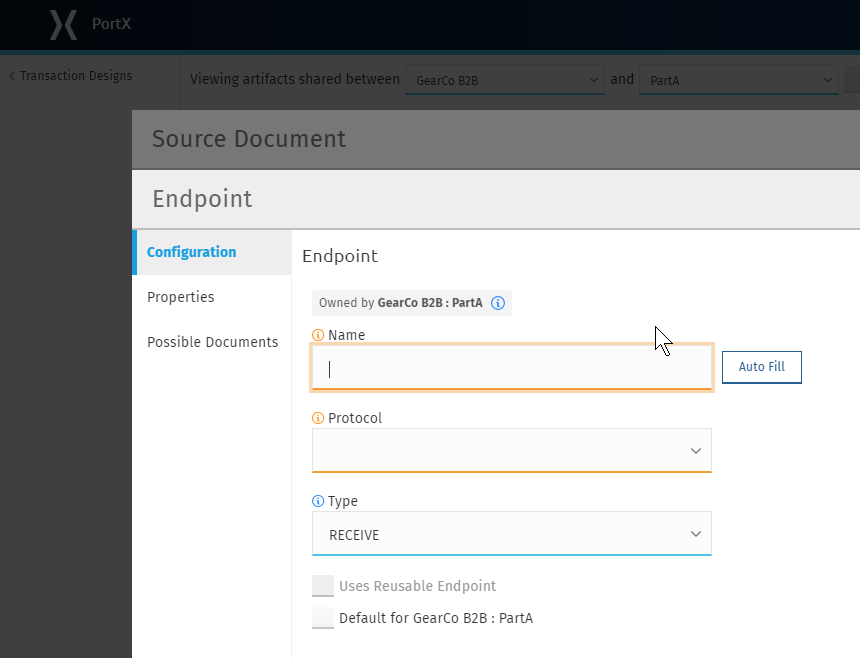 PortX
Transaction Designs
Viewing artifacts shared between GearCo B2B and PartA
Source Document
Endpoint
Configuration
Properties
Possible Documents
Endpoint
Owned by GearCo B2B : PartA
Name
Auto Fill
Protocol
Type
RECEIVE
Uses Reusable Endpoint
Default for GearCo B2B : PartA